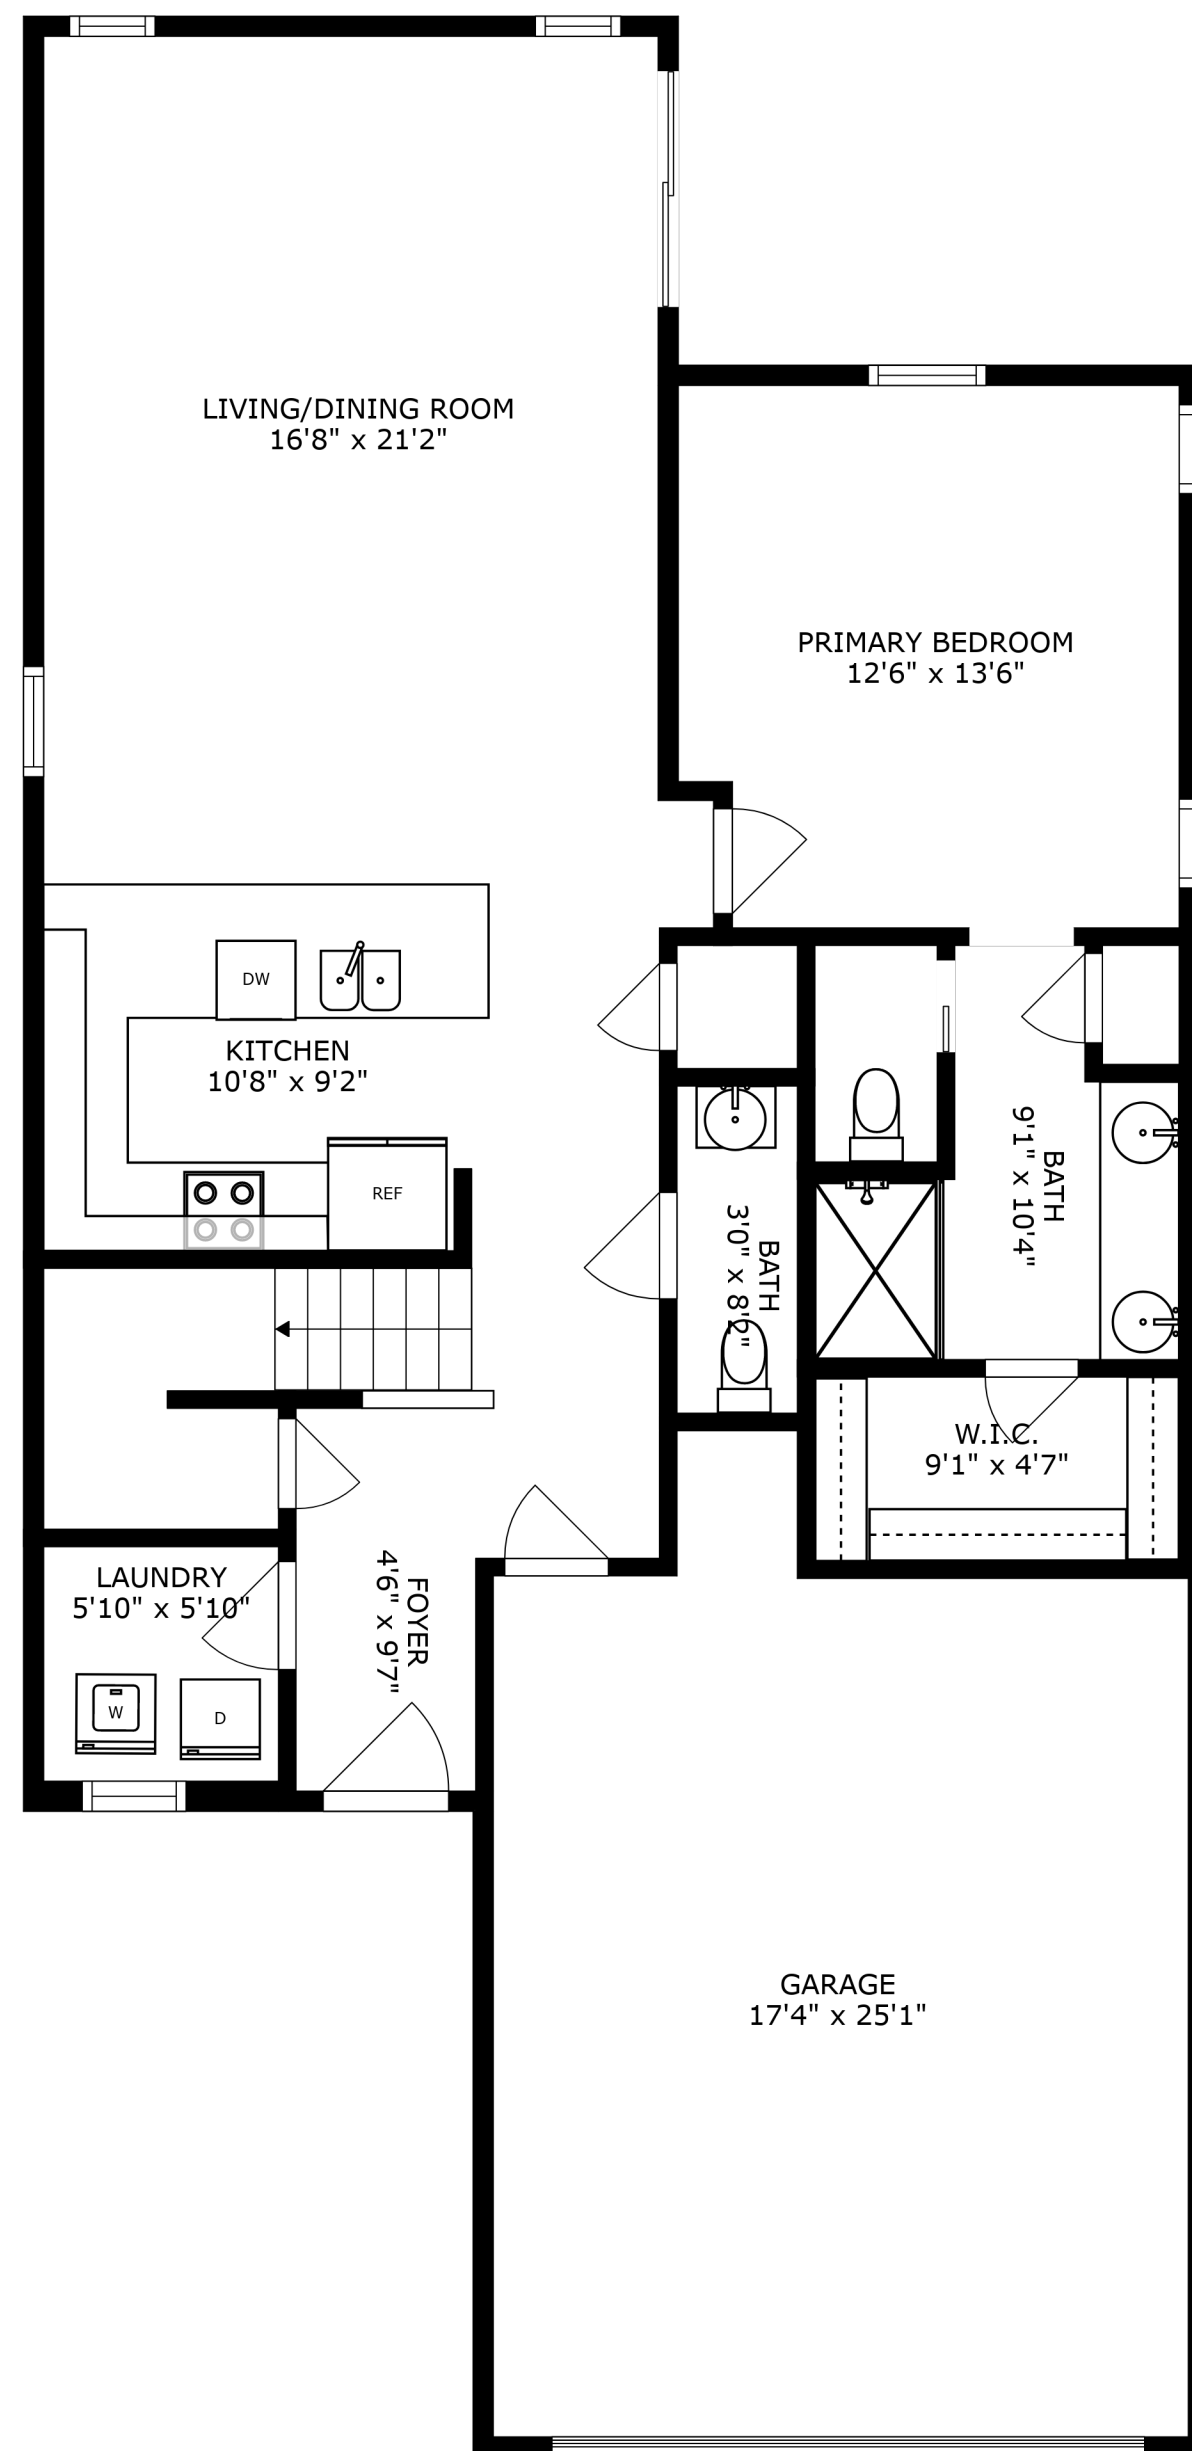 LIVING/DINING ROOM
16'8" x 21'2"
PRIMARY BEDROOM
12'6" x 13'6"
DW
KITCHEN
10'8" x 9'2"
REF
BATH
9'1" x 10'4"
BATH
3'0" x 8'2"
W.I.C.
9'1" x 4'7"
LAUNDRY
5'10" x 5'10"
FOYER
4'6" x 9'7"
W
D
GARAGE
17'4" x 25'1"